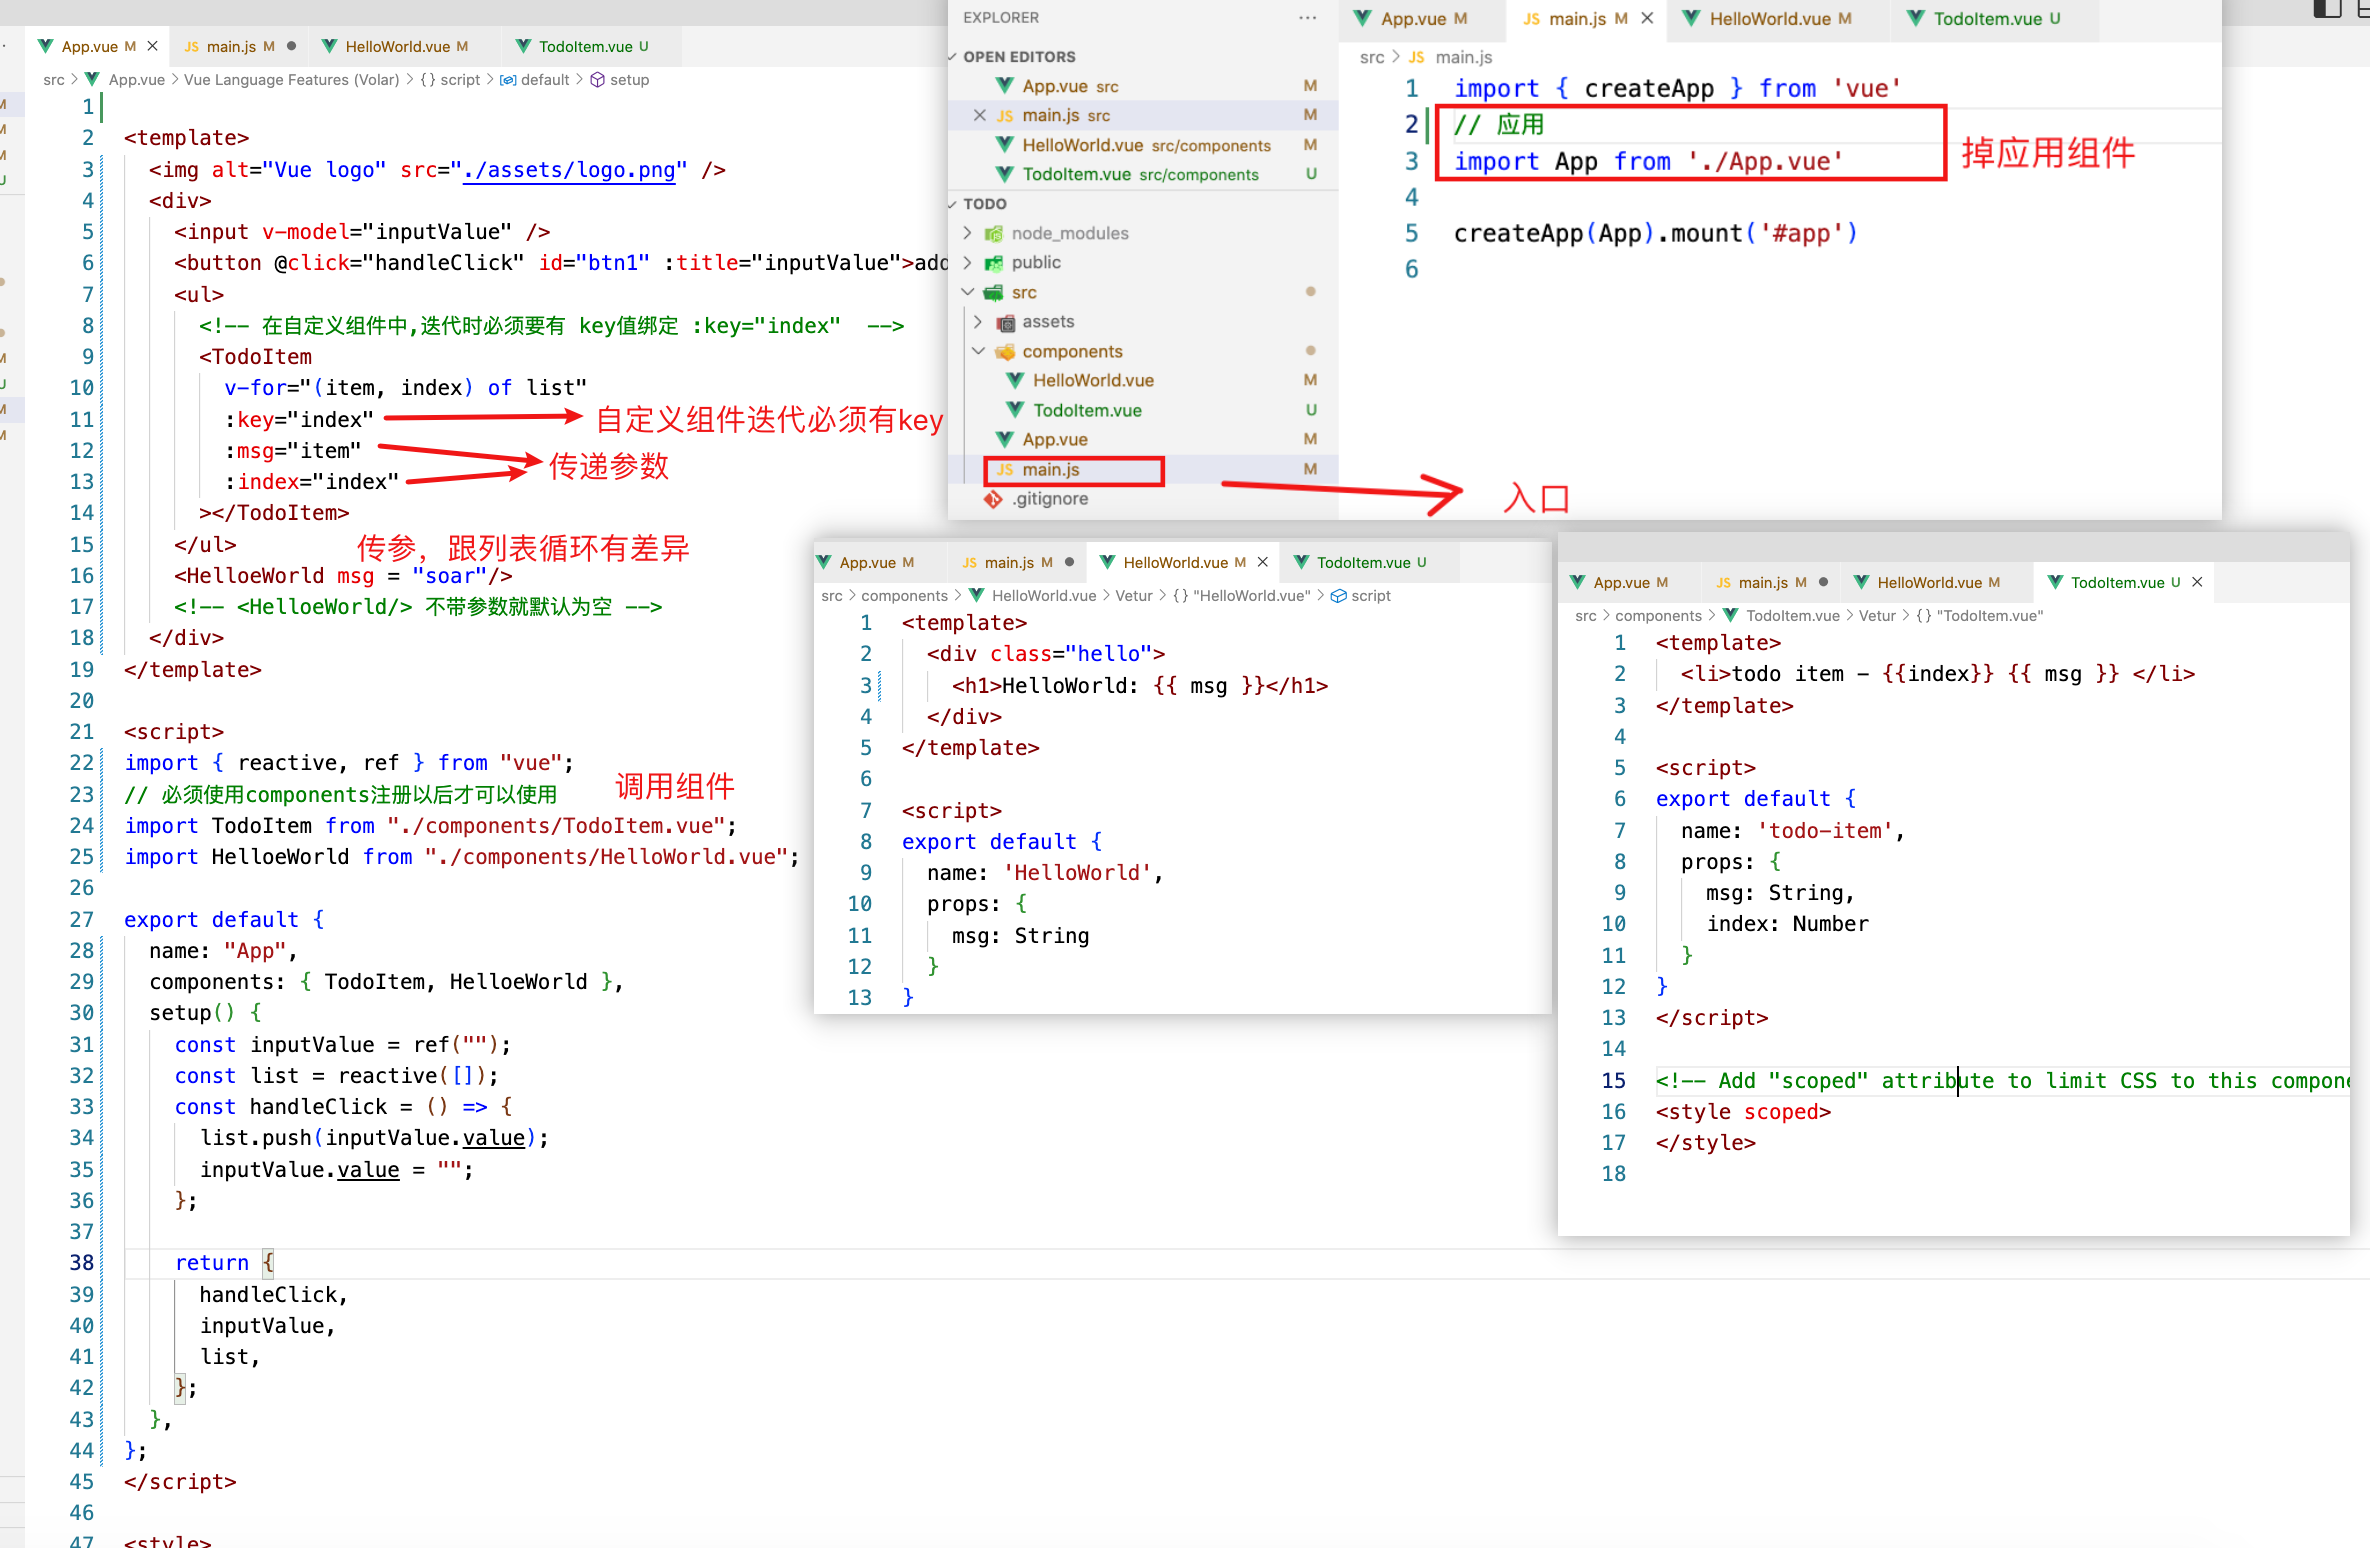 App.vue M
main.js M
HelloWorld.vue M
TodoItem.vue U
src > App.vue > Vue Language Features (Volar) > {} script > default > setup
1
2 <template>
3 <img alt="Vue logo" src="./assets/logo.png" />
4 <div>
5 <input v-model="inputValue" />
6 <button @click="handleClick" id="btn1" :title="inputValue">add
7 <ul>
8 <!-- 在自定义组件中,迭代时必须要有 key值绑定 :key="index"  -->
9 <TodoItem
10 v-for="(item, index) of list"
11 :key="index"
自定义组件迭代必须有key
12 :msg="item"
传递参数
13 :index="index"
14 ></TodoItem>
15 </ul>
传参，跟列表循环有差异
16 <HelloeWorld msg = "soar"/>
17 <!-- <HelloeWorld/> 不带参数就默认为空 -->
18 </div>
19 </template>
20
21 <script>
22 import { reactive, ref } from "vue";
调用组件
23 // 必须使用components注册以后才可以使用
24 import TodoItem from "./components/TodoItem.vue";
25 import HelloeWorld from "./components/HelloWorld.vue";
26
27 export default {
28 name: "App",
29 components: { TodoItem, HelloeWorld },
30 setup() {
31 const inputValue = ref("");
32 const list = reactive([]);
33 const handleClick = () => {
34 list.push(inputValue.value);
35 inputValue.value = "";
36 };
37
38 return {
39 handleClick,
40 inputValue,
41 list,
42 };
43 },
44 };
45 </script>
46
47 <style>
EXPLORER
OPEN EDITORS
App.vue src M
main.js src M
HelloWorld.vue src/components M
TodoItem.vue src/components U
TODO
node_modules
public
src
assets
components
HelloWorld.vue M
TodoItem.vue U
App.vue M
main.js M
入口
.gitignore
App.vue M
main.js M
HelloWorld.vue M
TodoItem.vue U
src > main.js
1 import { createApp } from 'vue'
2 // 应用
3 import App from './App.vue'
掉应用组件
4
5 createApp(App).mount('#app')
6
App.vue M
main.js M
HelloWorld.vue M
TodoItem.vue U
src > components > HelloWorld.vue > Vetur > {} "HelloWorld.vue" > script
1 <template>
2 <div class="hello">
3 <h1>HelloWorld: {{ msg }}</h1>
4 </div>
5 </template>
6
7 <script>
8 export default {
9 name: 'HelloWorld',
10 props: {
11 msg: String
12 }
13 }
App.vue M
main.js M
HelloWorld.vue M
TodoItem.vue U
src > components > TodoItem.vue > Vetur > {} "TodoItem.vue"
1 <template>
2 <li>todo item - {{index}} {{ msg }} </li>
3 </template>
4
5 <script>
6 export default {
7 name: 'todo-item',
8 props: {
9 msg: String,
10 index: Number
11 }
12 }
13 </script>
14
15 <!-- Add "scoped" attribute to limit CSS to this compone
16 <style scoped>
17 </style>
18